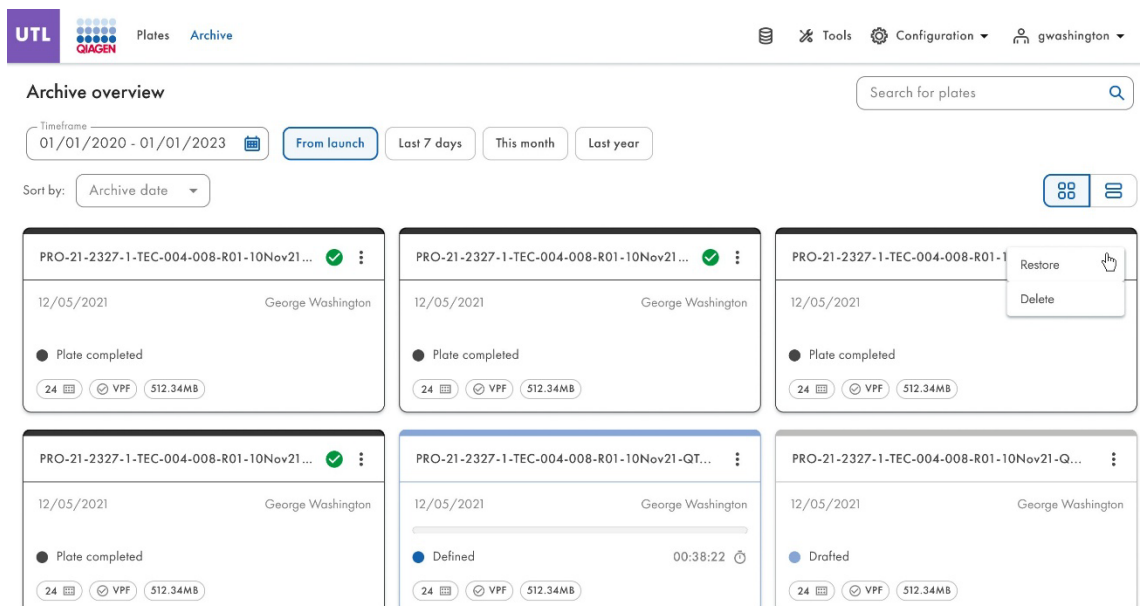 UTL QIAGEN Plates Archive Tools Configuration gwashington
Archive overview Search for plates
Timeframe
01/01/2020 - 01/01/2023 From launch Last 7 days This month Last year
Sort by: Archive date
PRO-21-2327-1-TEC-004-008-R01-10Nov21... PRO-21-2327-1-TEC-004-008-R01-10Nov21... PRO-21-2327-1-TEC-004-008-R01-1
Restore
Delete
12/05/2021 George Washington 12/05/2021 George Washington 12/05/2021
Plate completed Plate completed Plate completed
24 VPF 512.34MB 24 VPF 512.34MB 24 VPF 512.34MB
PRO-21-2327-1-TEC-004-008-R01-10Nov21... PRO-21-2327-1-TEC-004-008-R01-10Nov21-QT... PRO-21-2327-1-TEC-004-008-R01-10Nov21-Q...
12/05/2021 George Washington 12/05/2021 George Washington 12/05/2021 George Washington
Plate completed Defined 00:38:22 Drafted
24 VPF 512.34MB 24 VPF 512.34MB 24 VPF 512.34MB